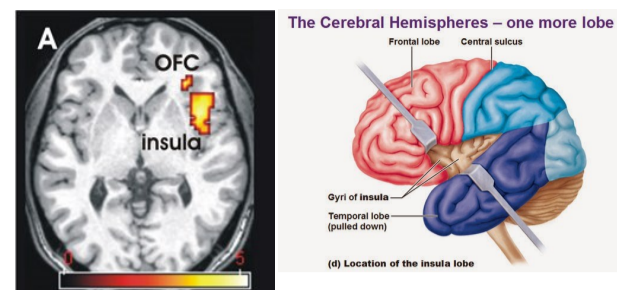 A
OFC
insula
0
5
The Cerebral Hemispheres – one more lobe
Frontal lobe
Central sulcus
Gyri of insula
Temporal lobe
(pulled down)
(d) Location of the insula lobe